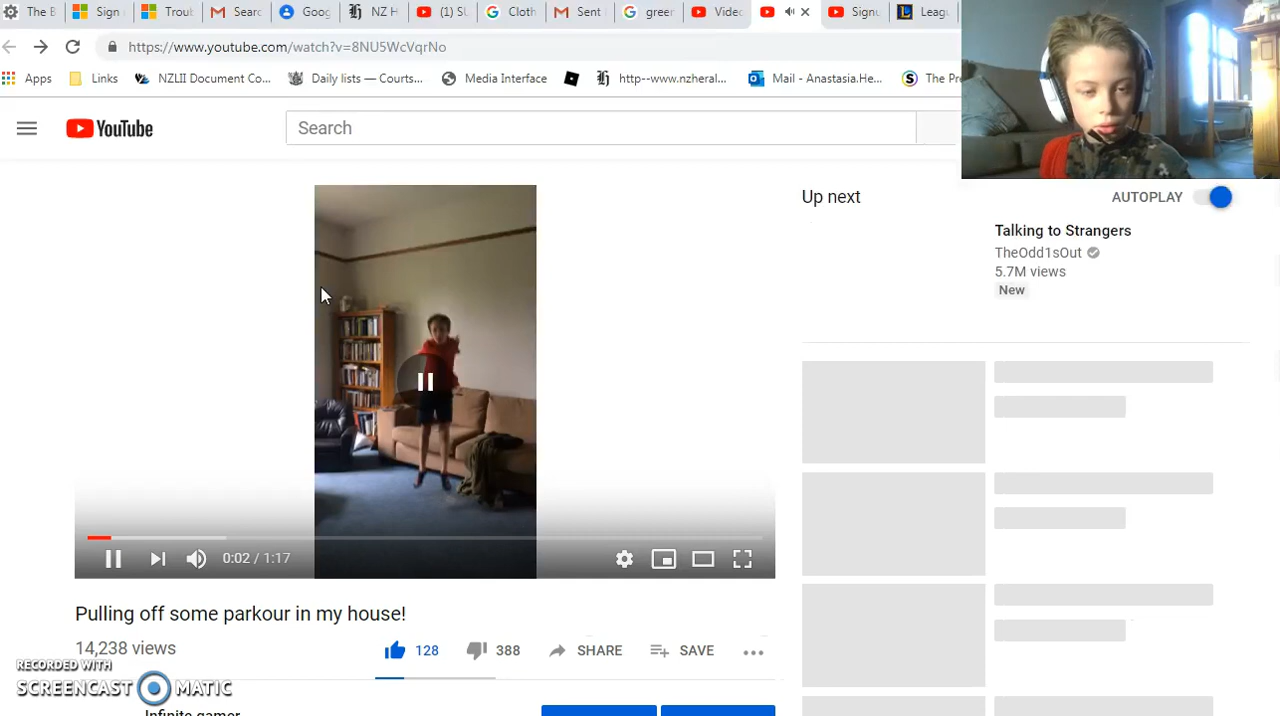 The B Sign Trout Searc Goog NZ H (1) SU Cloth Sent green Video Signu Leagu
https://www.youtube.com/watch?v=8NU5WcVqrNo
Apps Links NZLII Document Co... Daily lists — Courts... Media Interface http--www.nzheral... Mail - Anastasia.He... The Pre
YouTube
Search
Up next
AUTOPLAY
Talking to Strangers
TheOdd1sOut
5.7M views
New
0:02 / 1:17
Pulling off some parkour in my house!
14,238 views
128 388 SHARE SAVE
RECORDED WITH
SCREENCAST MATIC
Infinite gamer